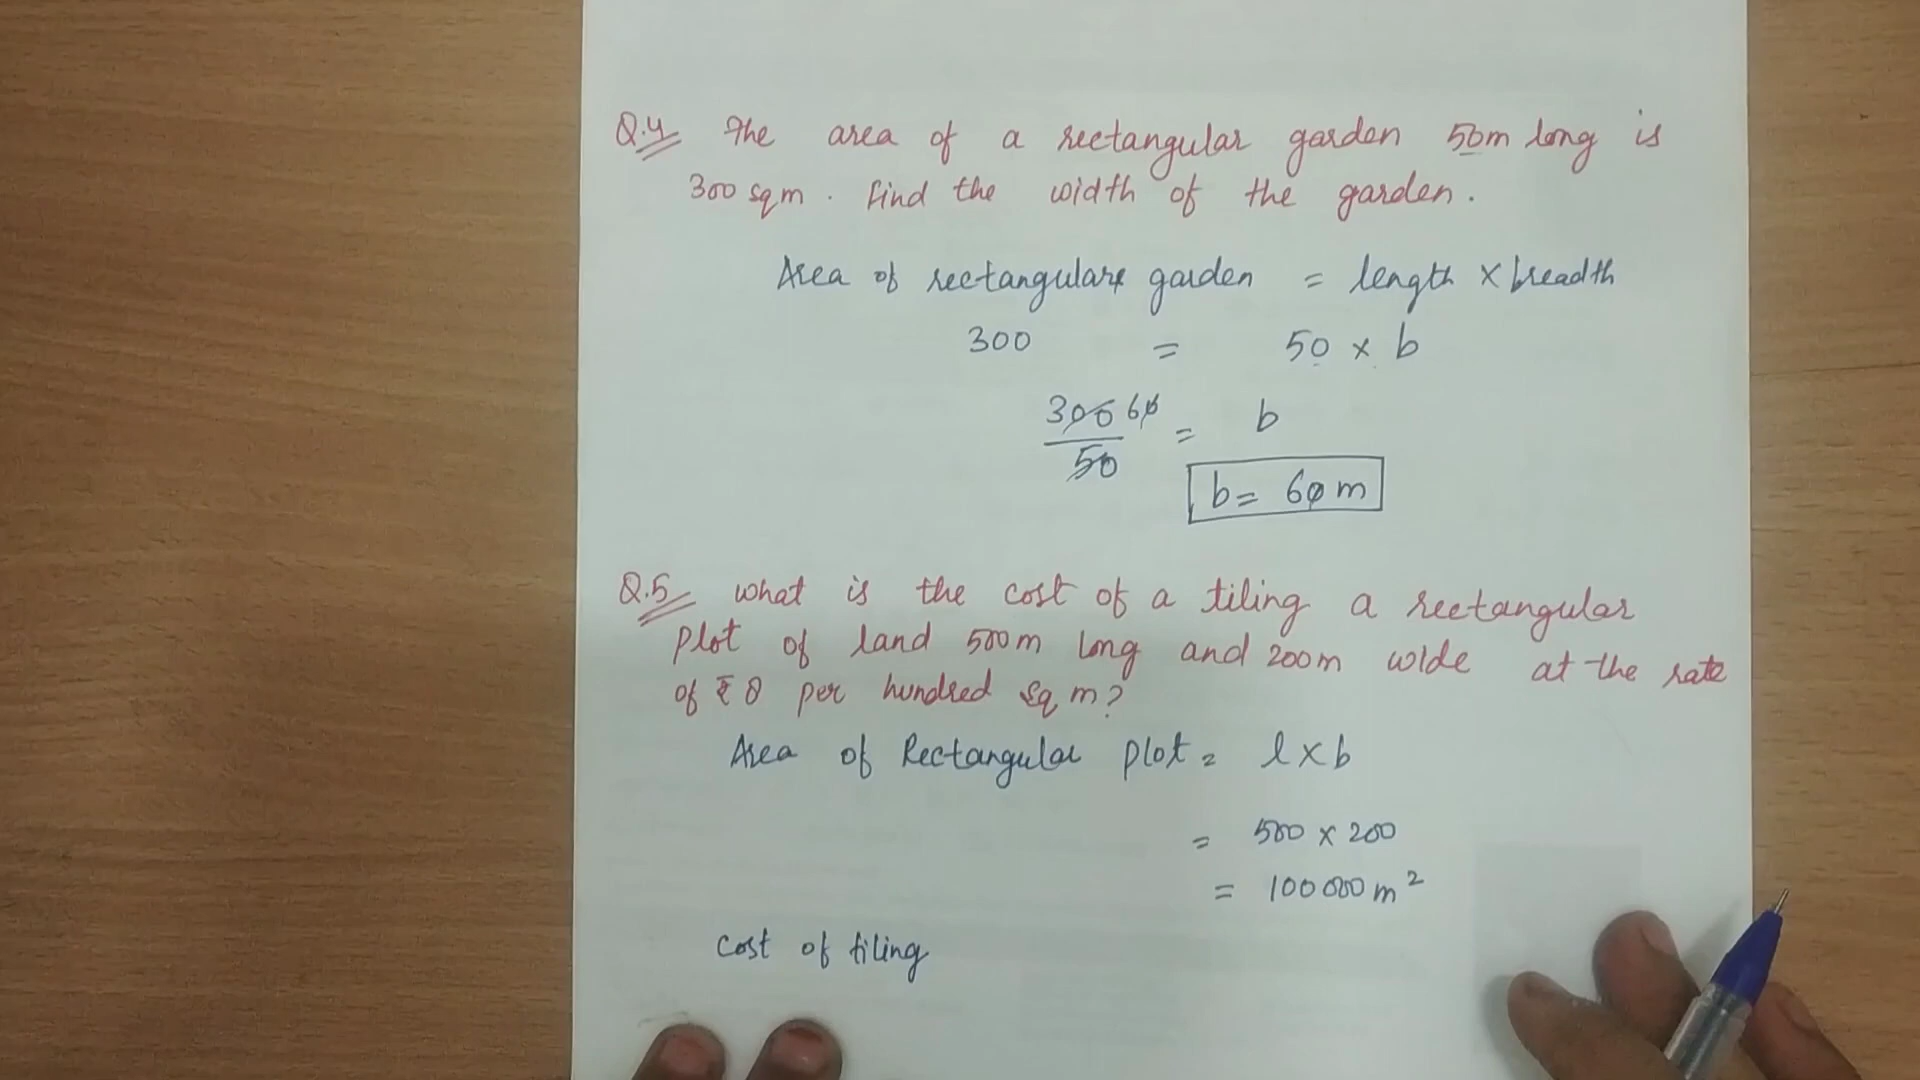 Q.4 The area of a rectangular garden 50m long is
300 sq m. Find the width of the garden.
Area of rectangular garden = length × breadth
300 = 50 × b
300/50 6 = b
b = 6 m
Q.5 What is the cost of a tiling a rectangular
plot of land 500m long and 200m wide at the rate
of ₹ 8 per hundred sq m?
Area of Rectangular plot = l × b
= 500 × 200
= 100000 m²
Cost of tiling